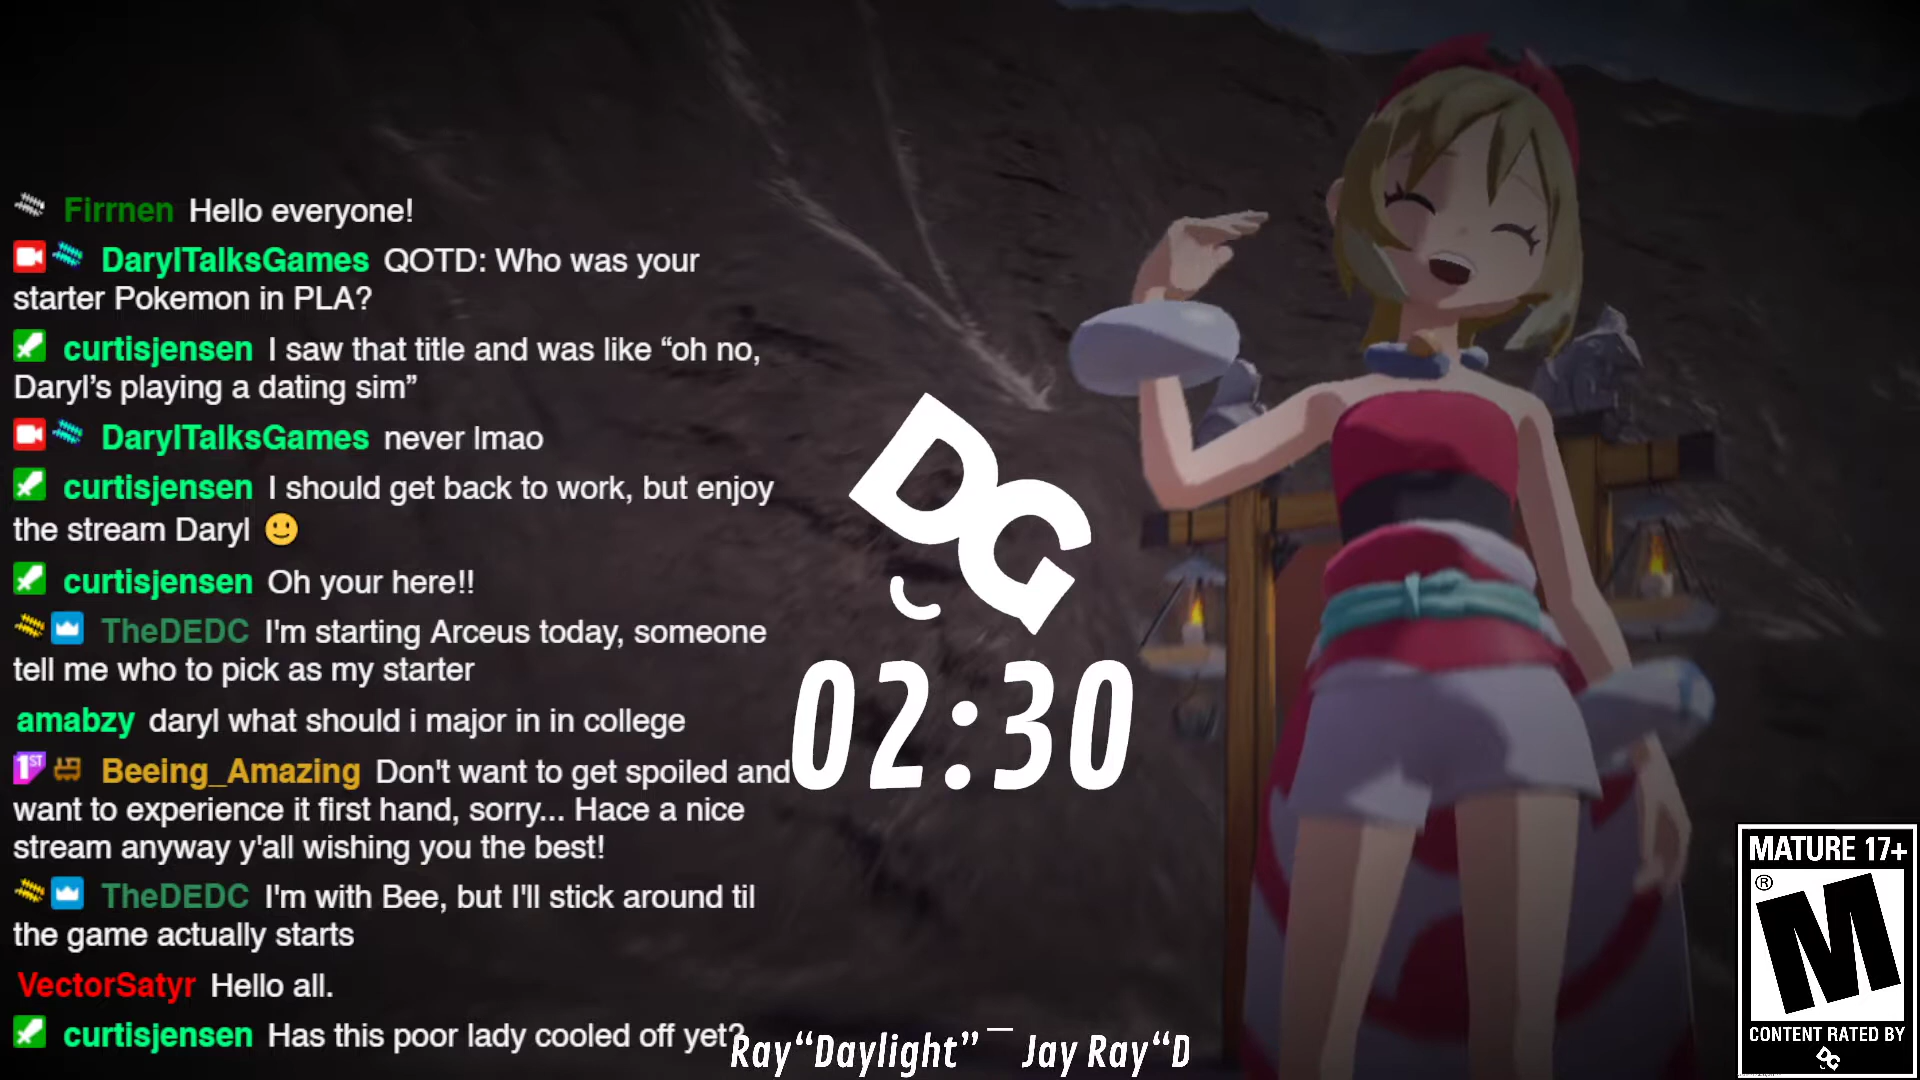 Firrnen Hello everyone!
DarylTalksGames QOTD: Who was your
starter Pokemon in PLA?
curtisjensen I saw that title and was like “oh no,
Daryl’s playing a dating sim”
DarylTalksGames never lmao
curtisjensen I should get back to work, but enjoy
the stream Daryl
curtisjensen Oh your here!!
TheDEDC I'm starting Arceus today, someone
tell me who to pick as my starter
amabzy daryl what should i major in in college
1ST Beeing_Amazing Don't want to get spoiled and
want to experience it first hand, sorry... Hace a nice
stream anyway y'all wishing you the best!
TheDEDC I'm with Bee, but I'll stick around til
the game actually starts
VectorSatyr Hello all.
curtisjensen Has this poor lady cooled off yet?
DG
02:30
Ray“Daylight” — Jay Ray“D
MATURE 17+
®
M
CONTENT RATED BY
DG